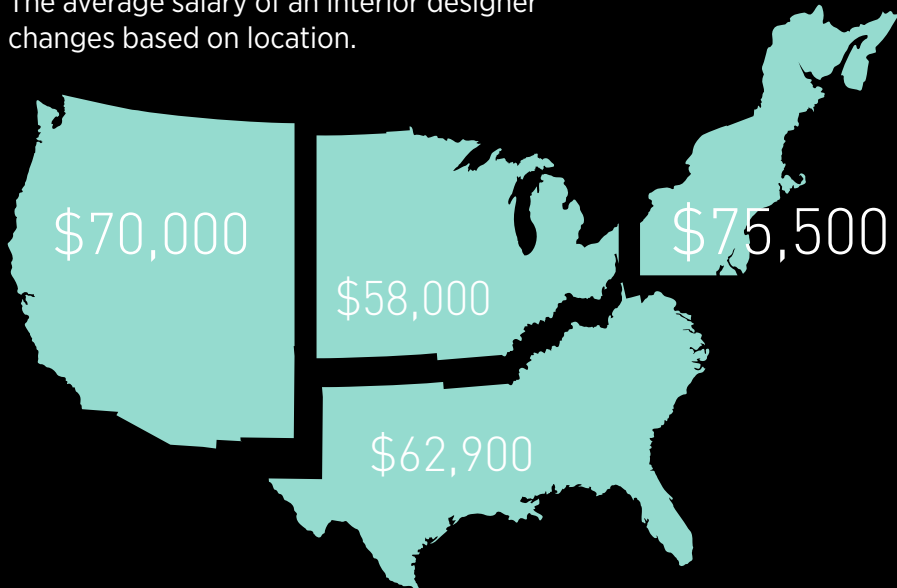 The average salary of an interior designer
changes based on location.
$70,000
$75,500
$58,000
$62,900